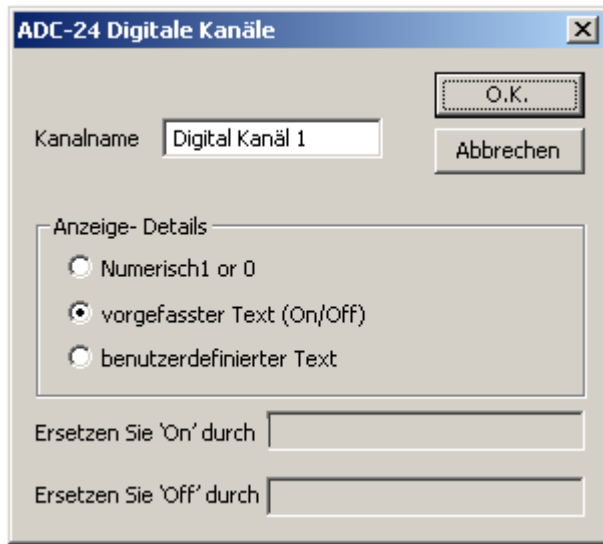 ADC-24 Digitale Kanäle
O.K.
Kanalname Digital Kanäl 1
Abbrechen
Anzeige- Details
Numerisch1 or 0
vorgefasster Text (On/Off)
benutzerdefinierter Text
Ersetzen Sie 'On' durch
Ersetzen Sie 'Off' durch